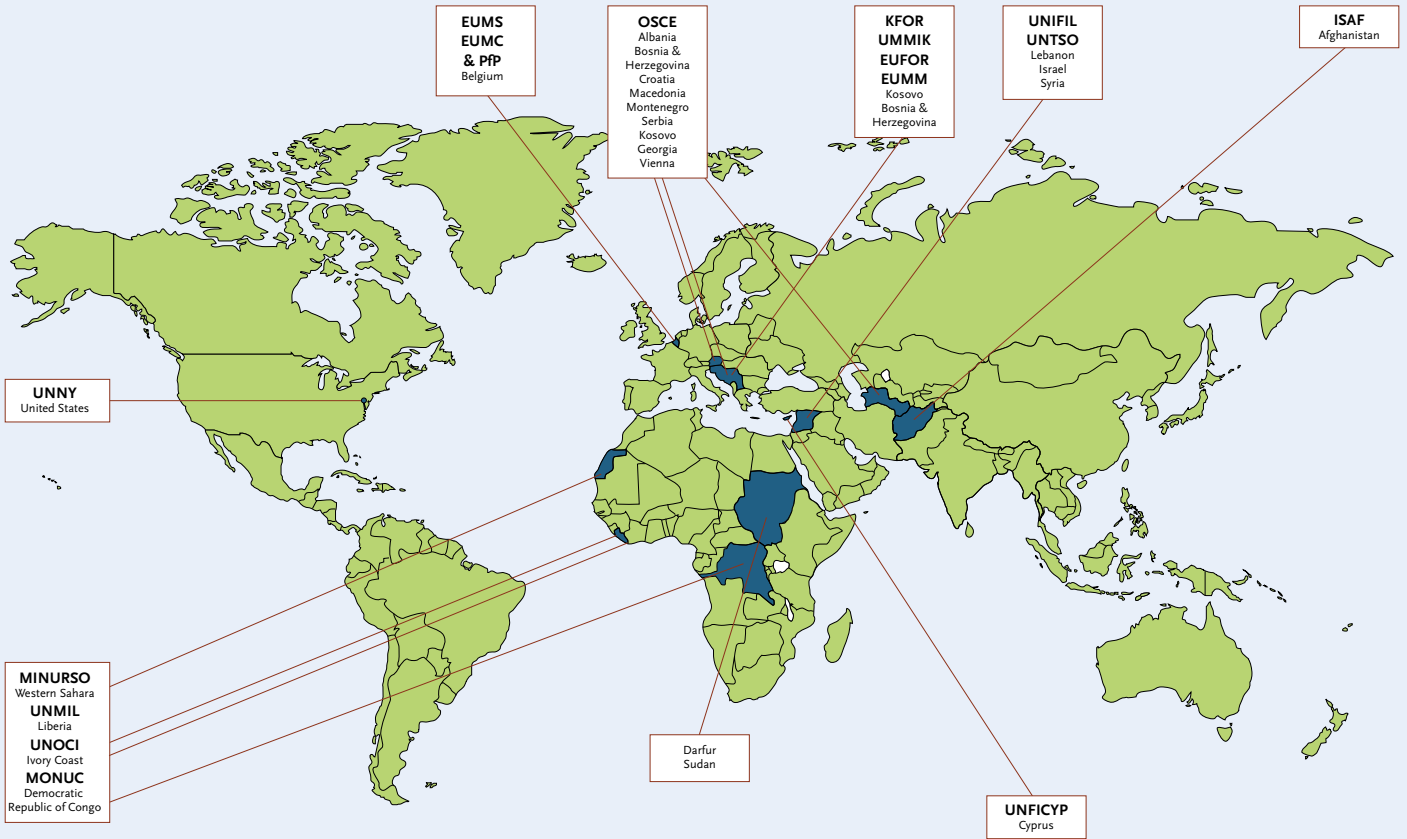 EUMS
EUMC
& PfP
Belgium
OSCE
Albania
Bosnia &
Herzegovina
Croatia
Macedonia
Montenegro
Serbia
Kosovo
Georgia
Vienna
KFOR
UMMIK
EUFOR
EUMM
Kosovo
Bosnia &
Herzegovina
UNIFIL
UNTSO
Lebanon
Israel
Syria
ISAF
Afghanistan
UNNY
United States
MINURSO
Western Sahara
UNMIL
Liberia
UNOCI
Ivory Coast
MONUC
Democratic
Republic of Congo
Darfur
Sudan
UNFICYP
Cyprus